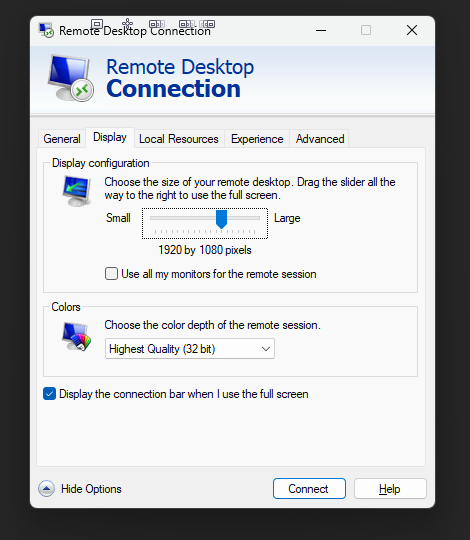 Remote Desktop Connection
Remote Desktop
Connection
General Display Local Resources Experience Advanced
Display configuration
Choose the size of your remote desktop. Drag the slider all the
way to the right to use the full screen.
Small Large
1920 by 1080 pixels
Use all my monitors for the remote session
Colors
Choose the color depth of the remote session.
Highest Quality (32 bit)
Display the connection bar when I use the full screen
Hide Options Connect Help